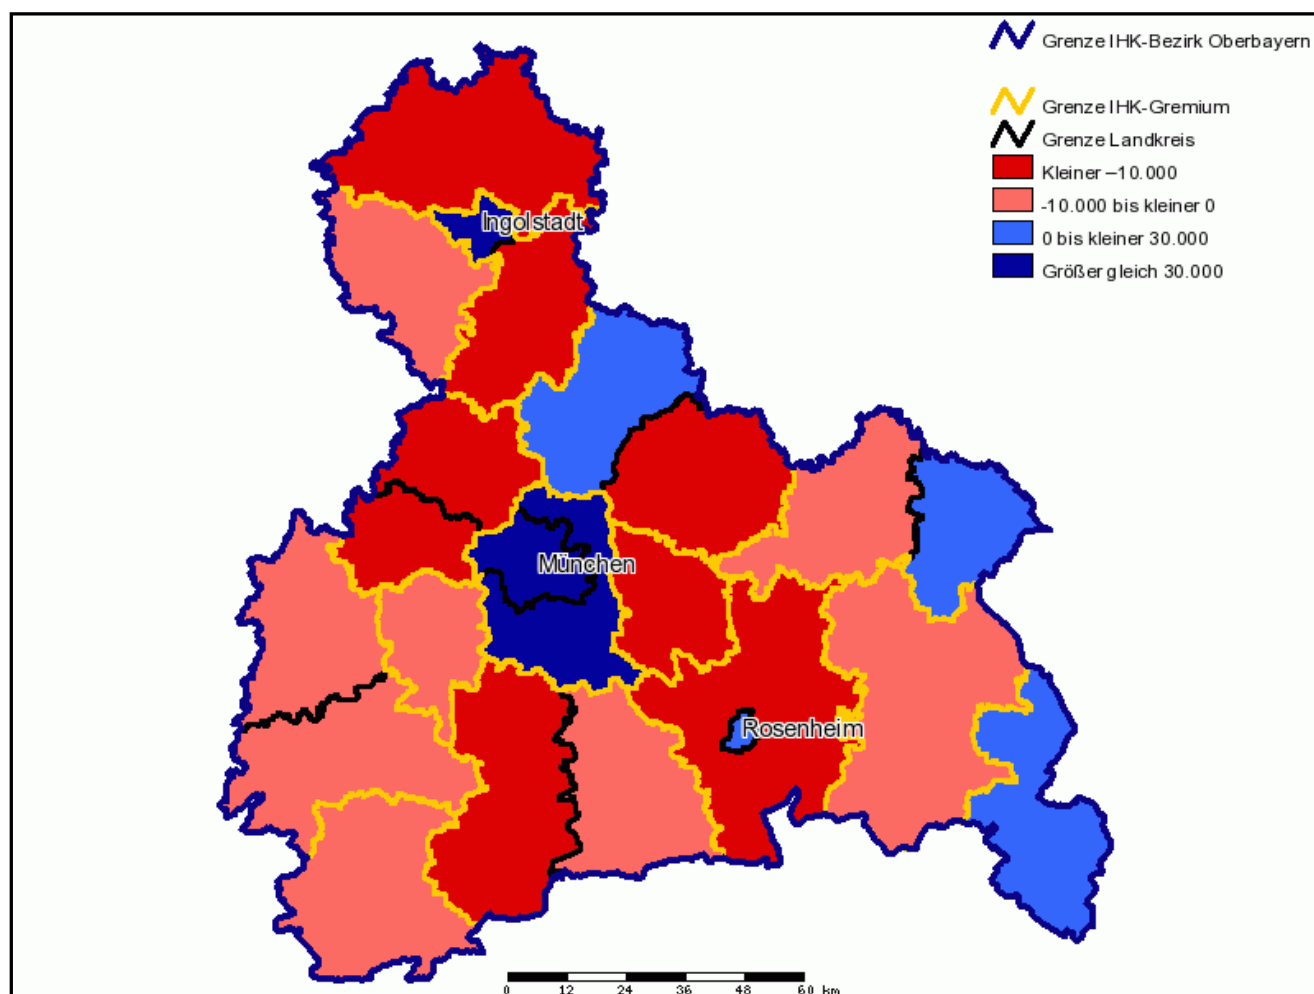 Grenze IHK-Bezirk Oberbayern
Grenze IHK-Gremium
Grenze Landkreis
Kleiner –10.000
-10.000 bis kleiner 0
0 bis kleiner 30.000
Größer gleich 30.000
Ingolstadt
München
Rosenheim
0 12 24 36 48 60 km